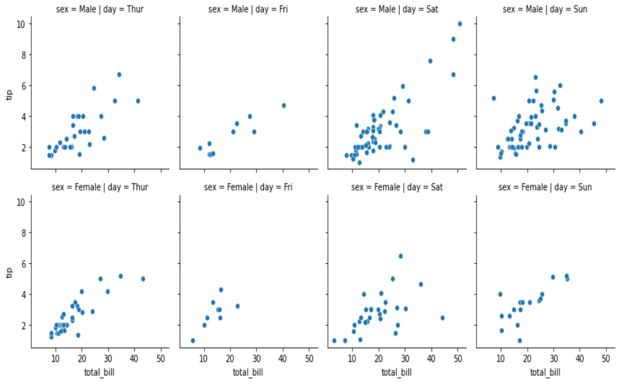 sex = Male | day = Thur
sex = Male | day = Fri
sex = Male | day = Sat
sex = Male | day = Sun
10
8
6
4
2
tip
sex = Female | day = Thur
sex = Female | day = Fri
sex = Female | day = Sat
sex = Female | day = Sun
10
8
6
4
2
tip
10 20 30 40 50
10 20 30 40 50
10 20 30 40 50
10 20 30 40 50
total_bill
total_bill
total_bill
total_bill